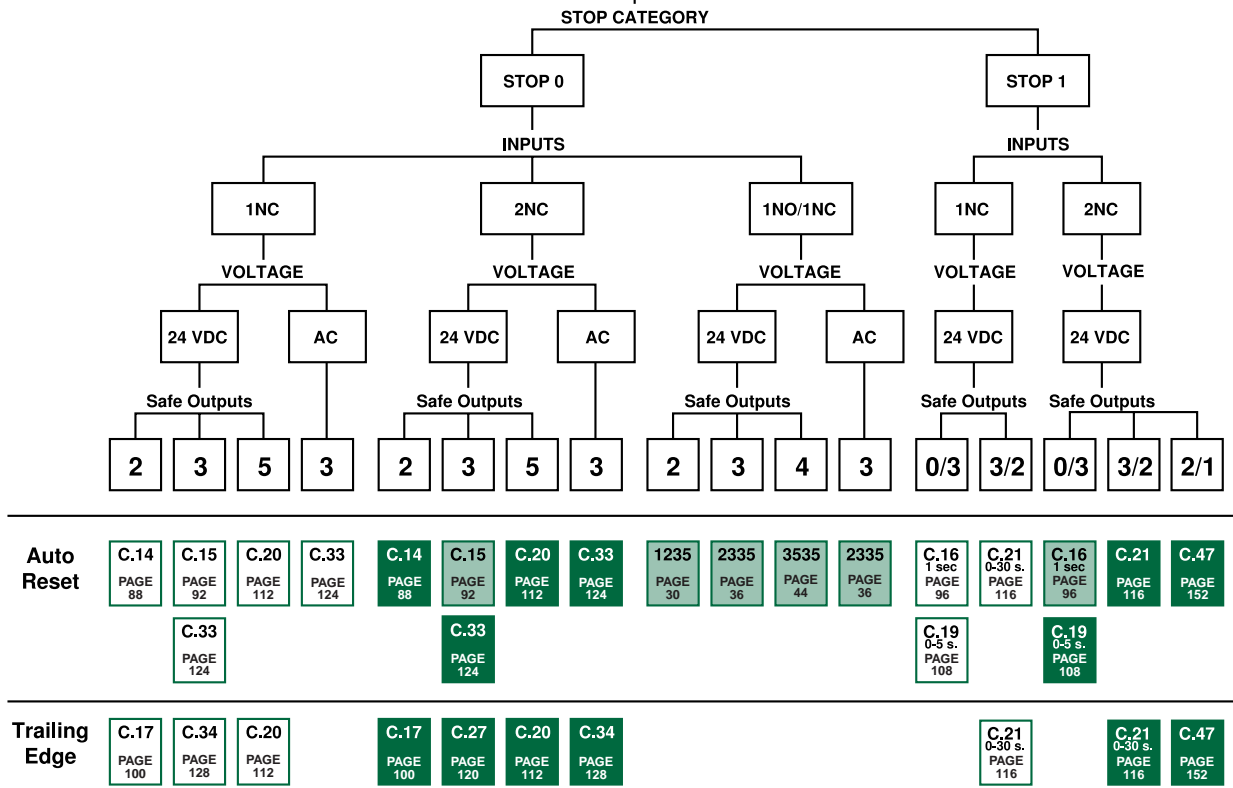 STOP CATEGORY
STOP 0
STOP 1
INPUTS
INPUTS
1NC
2NC
1NO/1NC
1NC
2NC
VOLTAGE
VOLTAGE
VOLTAGE
VOLTAGE
VOLTAGE
24 VDC
AC
24 VDC
AC
24 VDC
AC
24 VDC
24 VDC
Safe Outputs
Safe Outputs
Safe Outputs
Safe Outputs
Safe Outputs
2
3
5
3
2
3
5
3
2
3
4
3
0/3
3/2
0/3
3/2
2/1
Auto
Reset
C.14
PAGE
88
C.15
PAGE
92
C.20
PAGE
112
C.33
PAGE
124
C.14
PAGE
88
C.15
PAGE
92
C.20
PAGE
112
C.33
PAGE
124
1235
PAGE
30
2335
PAGE
36
3535
PAGE
44
2335
PAGE
36
C.16
1 sec
PAGE
96
C.21
0-30 s.
PAGE
116
C.16
1 sec
PAGE
96
C.21
PAGE
116
C.47
PAGE
152
C.33
PAGE
124
C.33
PAGE
124
C.19
0-5 s.
PAGE
108
C.19
0-5 s.
PAGE
108
Trailing
Edge
C.17
PAGE
100
C.34
PAGE
128
C.20
PAGE
112
C.17
PAGE
100
C.27
PAGE
120
C.20
PAGE
112
C.34
PAGE
128
C.21
0-30 s.
PAGE
116
C.21
0-30 s.
PAGE
116
C.47
PAGE
152